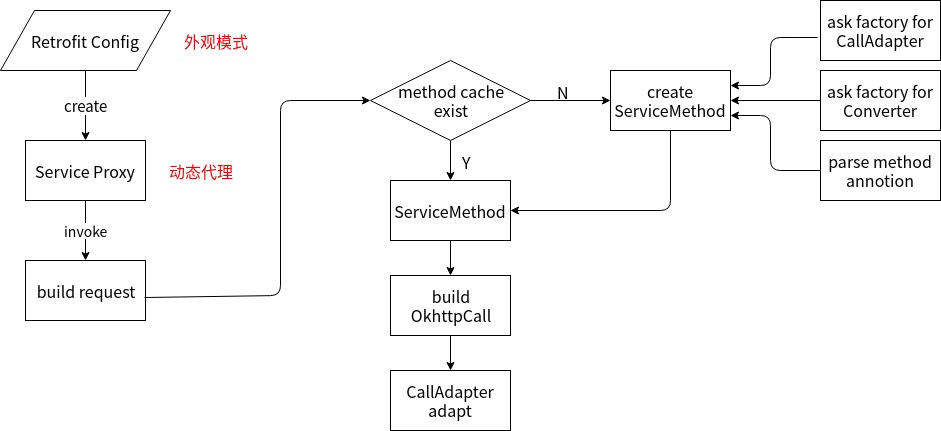 Retrofit Config
外观模式
create
Service Proxy
动态代理
invoke
build request
method cache
exist
N
Y
create
ServiceMethod
ask factory for
CallAdapter
ask factory for
Converter
parse method
annotion
ServiceMethod
build
OkhttpCall
CallAdapter
adapt